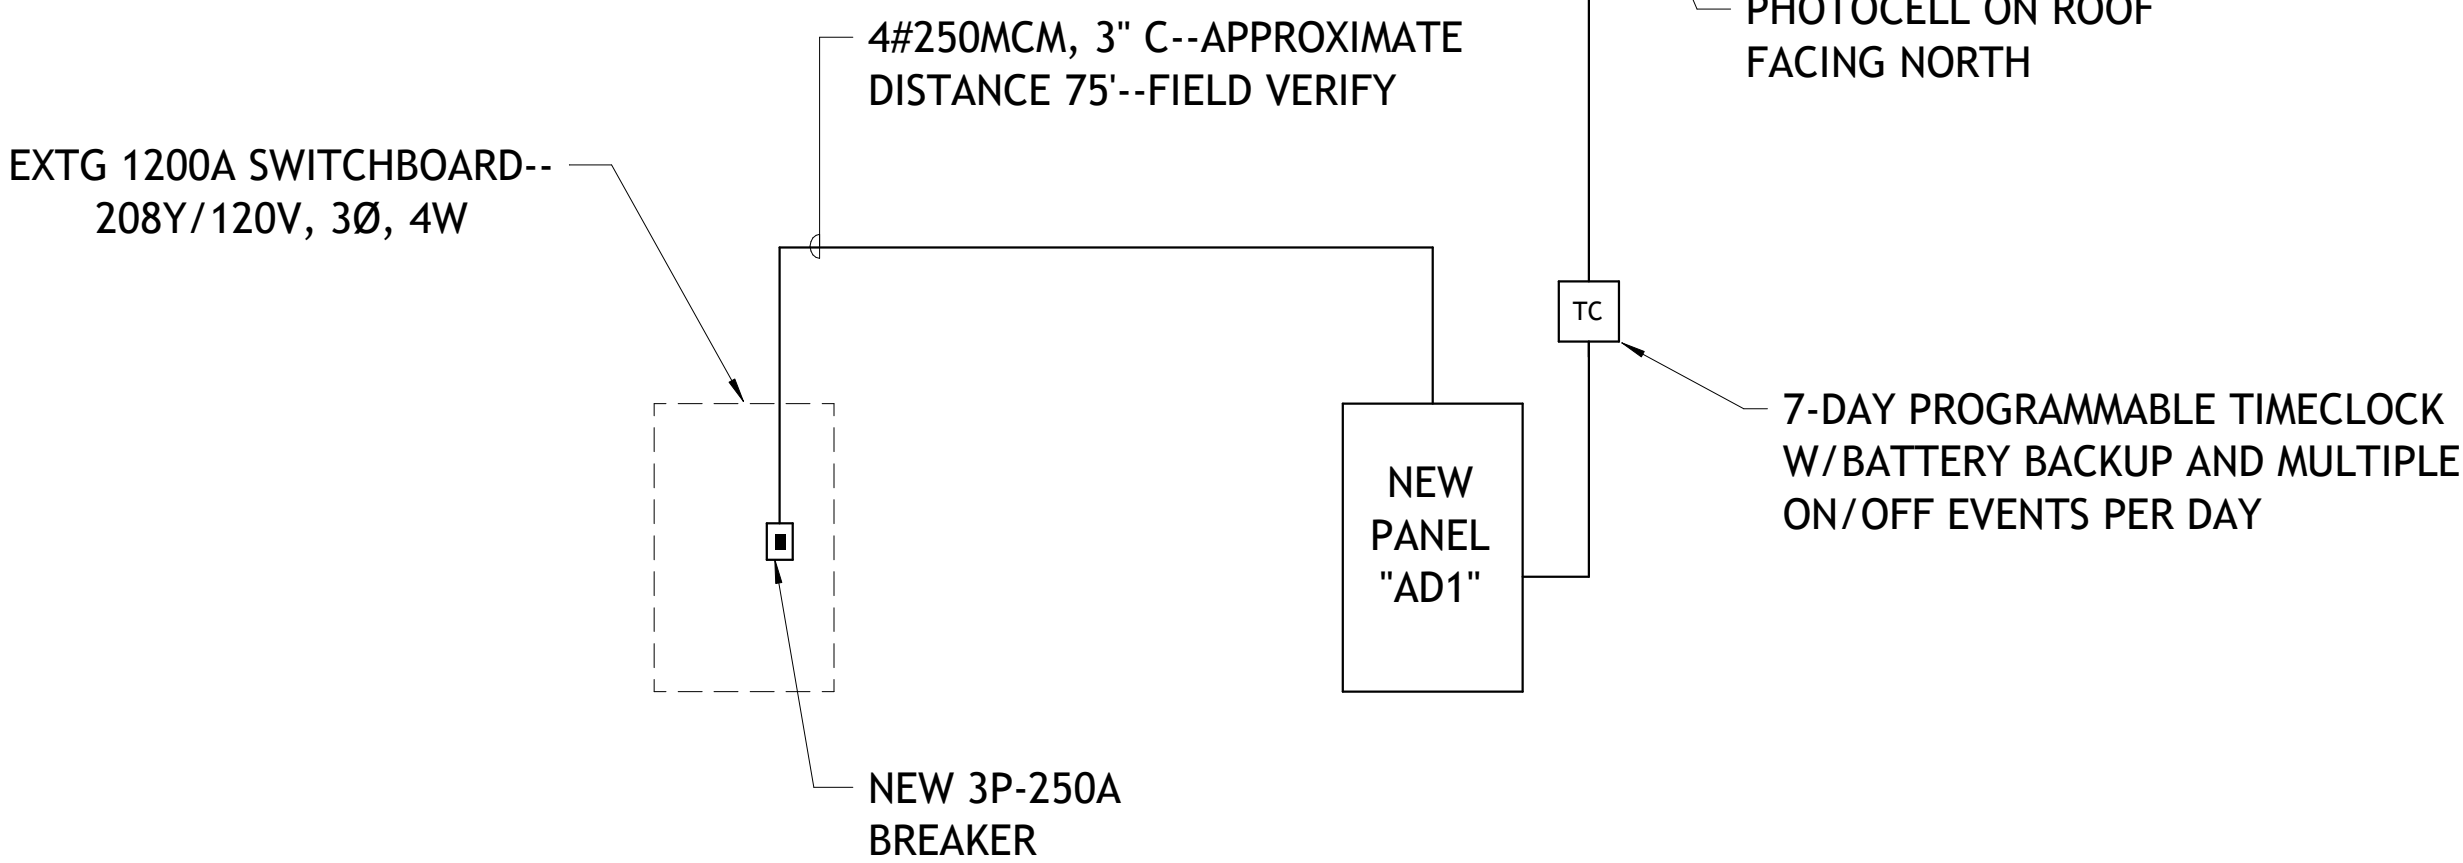 PHOTOCELL ON ROOF
FACING NORTH
4#250MCM, 3" C--APPROXIMATE
DISTANCE 75'--FIELD VERIFY
EXTG 1200A SWITCHBOARD--
208Y/120V, 3Ø, 4W
TC
7-DAY PROGRAMMABLE TIMECLOCK
W/BATTERY BACKUP AND MULTIPLE
ON/OFF EVENTS PER DAY
NEW
PANEL
"AD1"
NEW 3P-250A
BREAKER